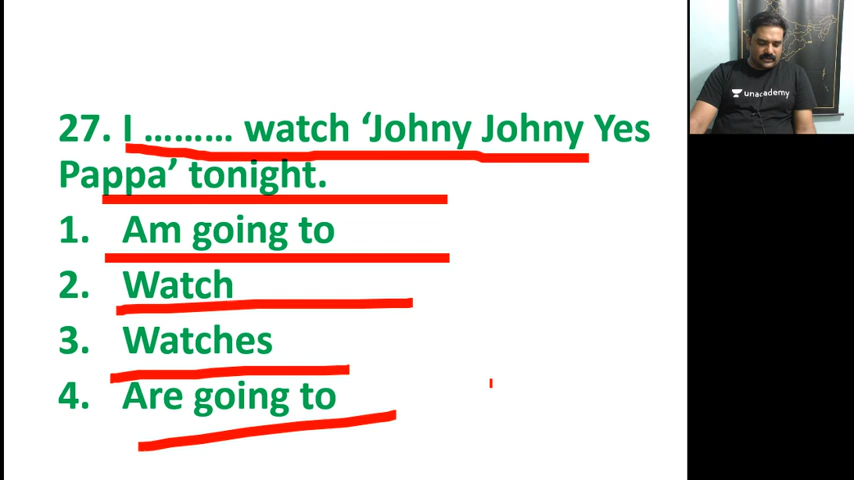 27. I ......... watch ‘Johny Johny Yes
Pappa’ tonight.
1. Am going to
2. Watch
3. Watches
4. Are going to
unacademy